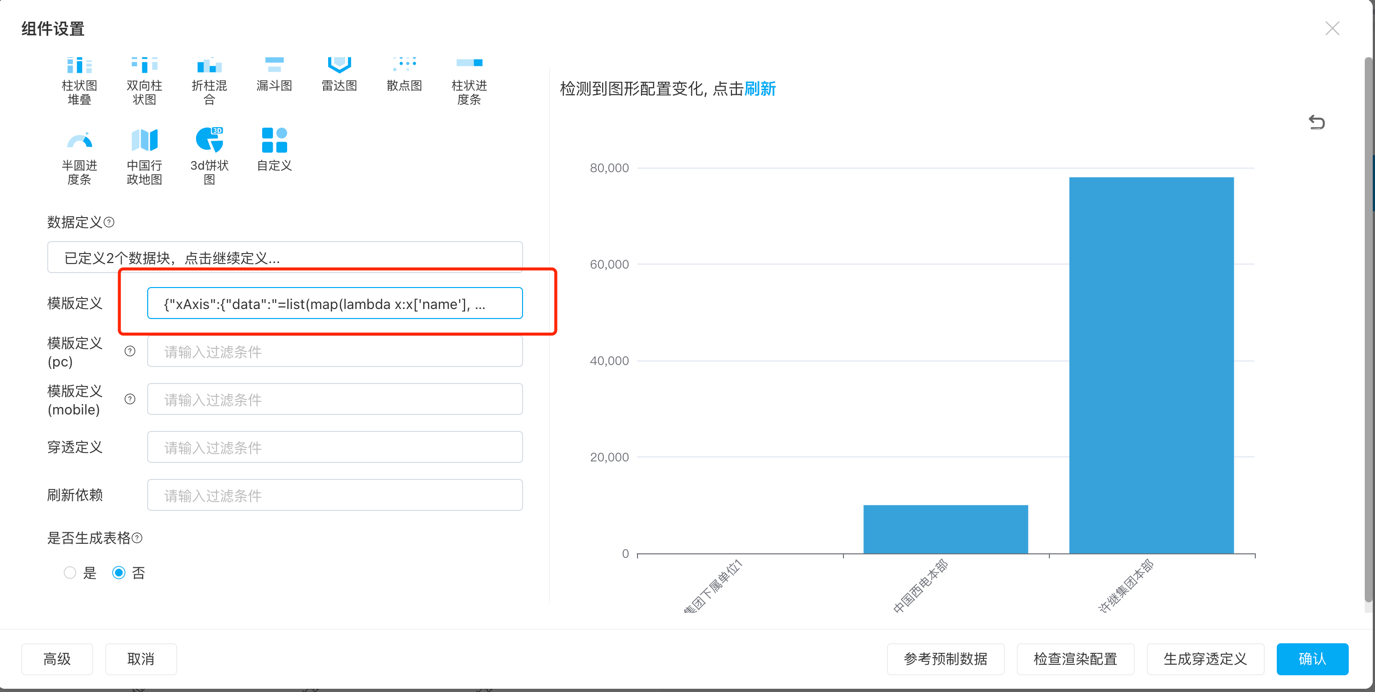 组件设置
柱状图
堆叠
双向柱
状图
折柱混
合
漏斗图
雷达图
散点图
柱状进
度条
半圆进
度条
中国行
政地图
3D
3d饼状
图
自定义
数据定义?
已定义2个数据块，点击继续定义...
模版定义
{"xAxis":{"data":"=list(map(lambda x:x['name'], ...
模版定义
(pc)
?
请输入过滤条件
模版定义
(mobile)
?
请输入过滤条件
穿透定义
请输入过滤条件
刷新依赖
请输入过滤条件
是否生成表格?
是
否
检测到图形配置变化, 点击刷新
80,000
60,000
40,000
20,000
0
集团下属单位1
中国西电本部
许继集团本部
高级
取消
参考预制数据
检查渲染配置
生成穿透定义
确认